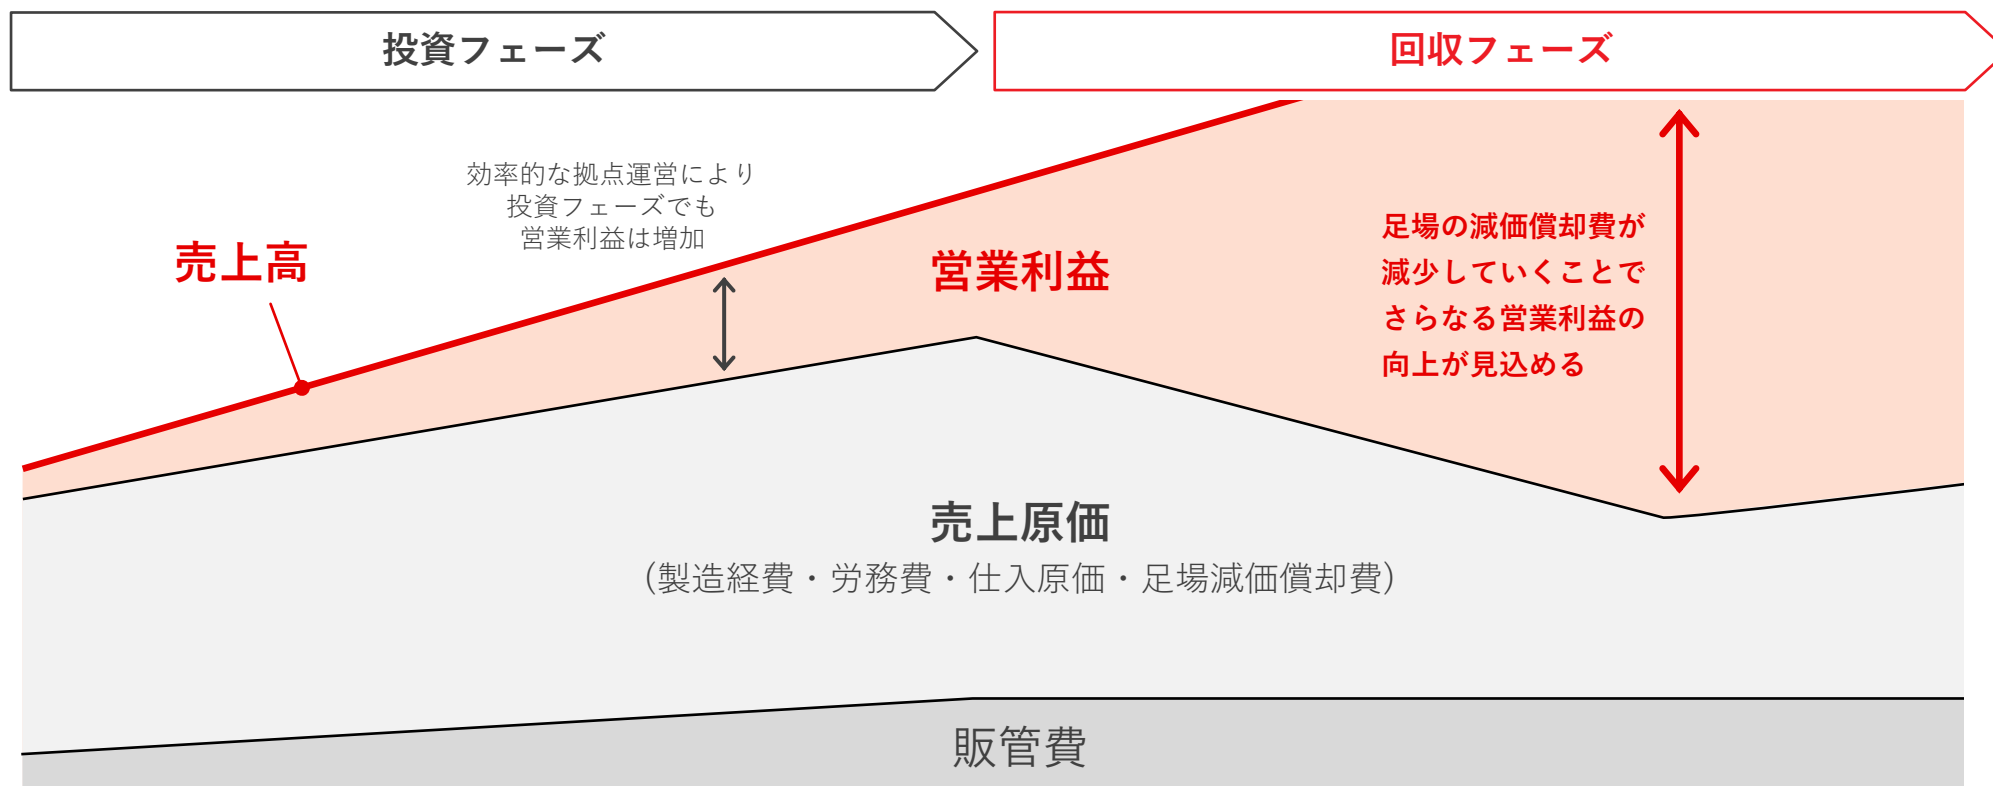 投資フェーズ
回収フェーズ
効率的な拠点運営により
投資フェーズでも
営業利益は増加
売上高
営業利益
足場の減価償却費が
減少していくことで
さらなる営業利益の
向上が見込める
売上原価
(製造経費・労務費・仕入原価・足場減価償却費)
販管費